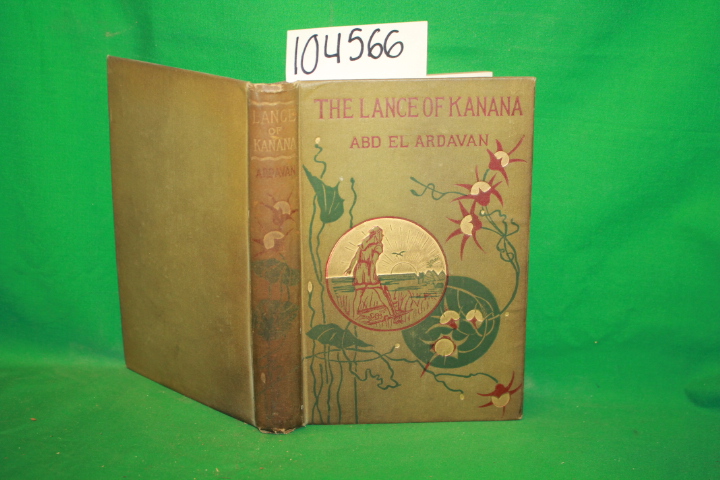 104566
THE LANCE OF KANANA
ABD EL ARDAVAN
LANCE
OF
KANANA
ARDAVAN